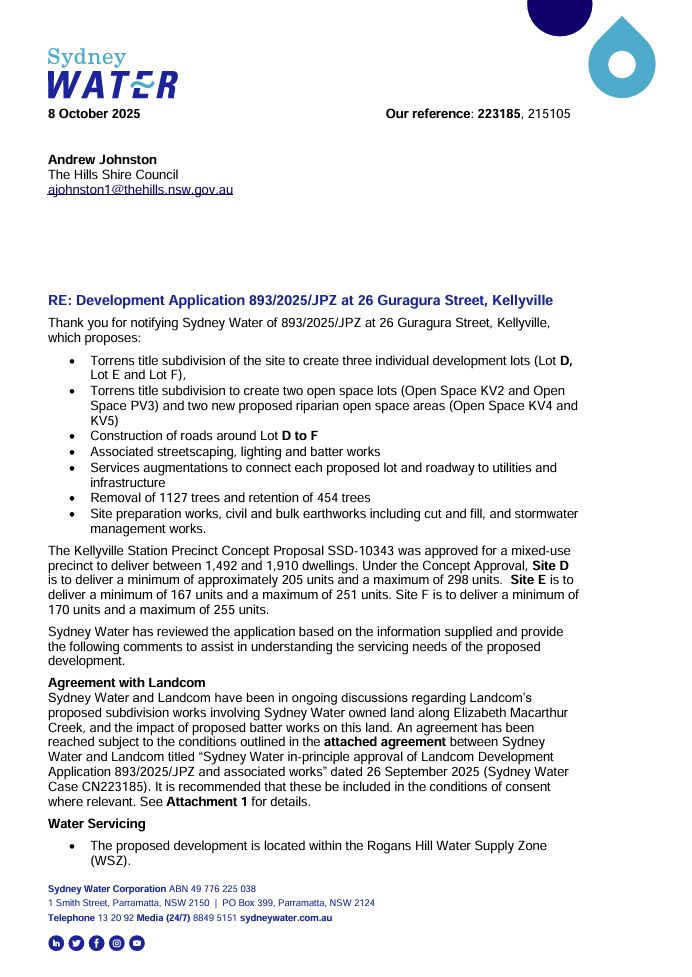 Sydney
WATER
8 October 2025 Our reference: 223185, 215105
Andrew Johnston
The Hills Shire Council
ajohnston1@thehills.nsw.gov.au
RE: Development Application 893/2025/JPZ at 26 Guragura Street, Kellyville
Thank you for notifying Sydney Water of 893/2025/JPZ at 26 Guragura Street, Kellyville,
which proposes:
• Torrens title subdivision of the site to create three individual development lots (Lot D,
Lot E and Lot F),
• Torrens title subdivision to create two open space lots (Open Space KV2 and Open
Space PV3) and two new proposed riparian open space areas (Open Space KV4 and
KV5)
• Construction of roads around Lot D to F
• Associated streetscaping, lighting and batter works
• Services augmentations to connect each proposed lot and roadway to utilities and
infrastructure
• Removal of 1127 trees and retention of 454 trees
• Site preparation works, civil and bulk earthworks including cut and fill, and stormwater
management works.
The Kellyville Station Precinct Concept Proposal SSD-10343 was approved for a mixed-use
precinct to deliver between 1,492 and 1,910 dwellings. Under the Concept Approval, Site D
is to deliver a minimum of approximately 205 units and a maximum of 298 units. Site E is to
deliver a minimum of 167 units and a maximum of 251 units. Site F is to deliver a minimum of
170 units and a maximum of 255 units.
Sydney Water has reviewed the application based on the information supplied and provide
the following comments to assist in understanding the servicing needs of the proposed
development.
Agreement with Landcom
Sydney Water and Landcom have been in ongoing discussions regarding Landcom's
proposed subdivision works involving Sydney Water owned land along Elizabeth Macarthur
Creek, and the impact of proposed batter works on this land. An agreement has been
reached subject to the conditions outlined in the attached agreement between Sydney
Water and Landcom titled "Sydney Water in-principle approval of Landcom Development
Application 893/2025/JPZ and associated works" dated 26 September 2025 (Sydney Water
Case CN223185). It is recommended that these be included in the conditions of consent
where relevant. See Attachment 1 for details.
Water Servicing
• The proposed development is located within the Rogans Hill Water Supply Zone
(WSZ).
Sydney Water Corporation ABN 49 776 225 038
1 Smith Street, Parramatta, NSW 2150 | PO Box 399, Parramatta, NSW 2124
Telephone 13 20 92 Media (24/7) 8849 5151 sydneywater.com.au